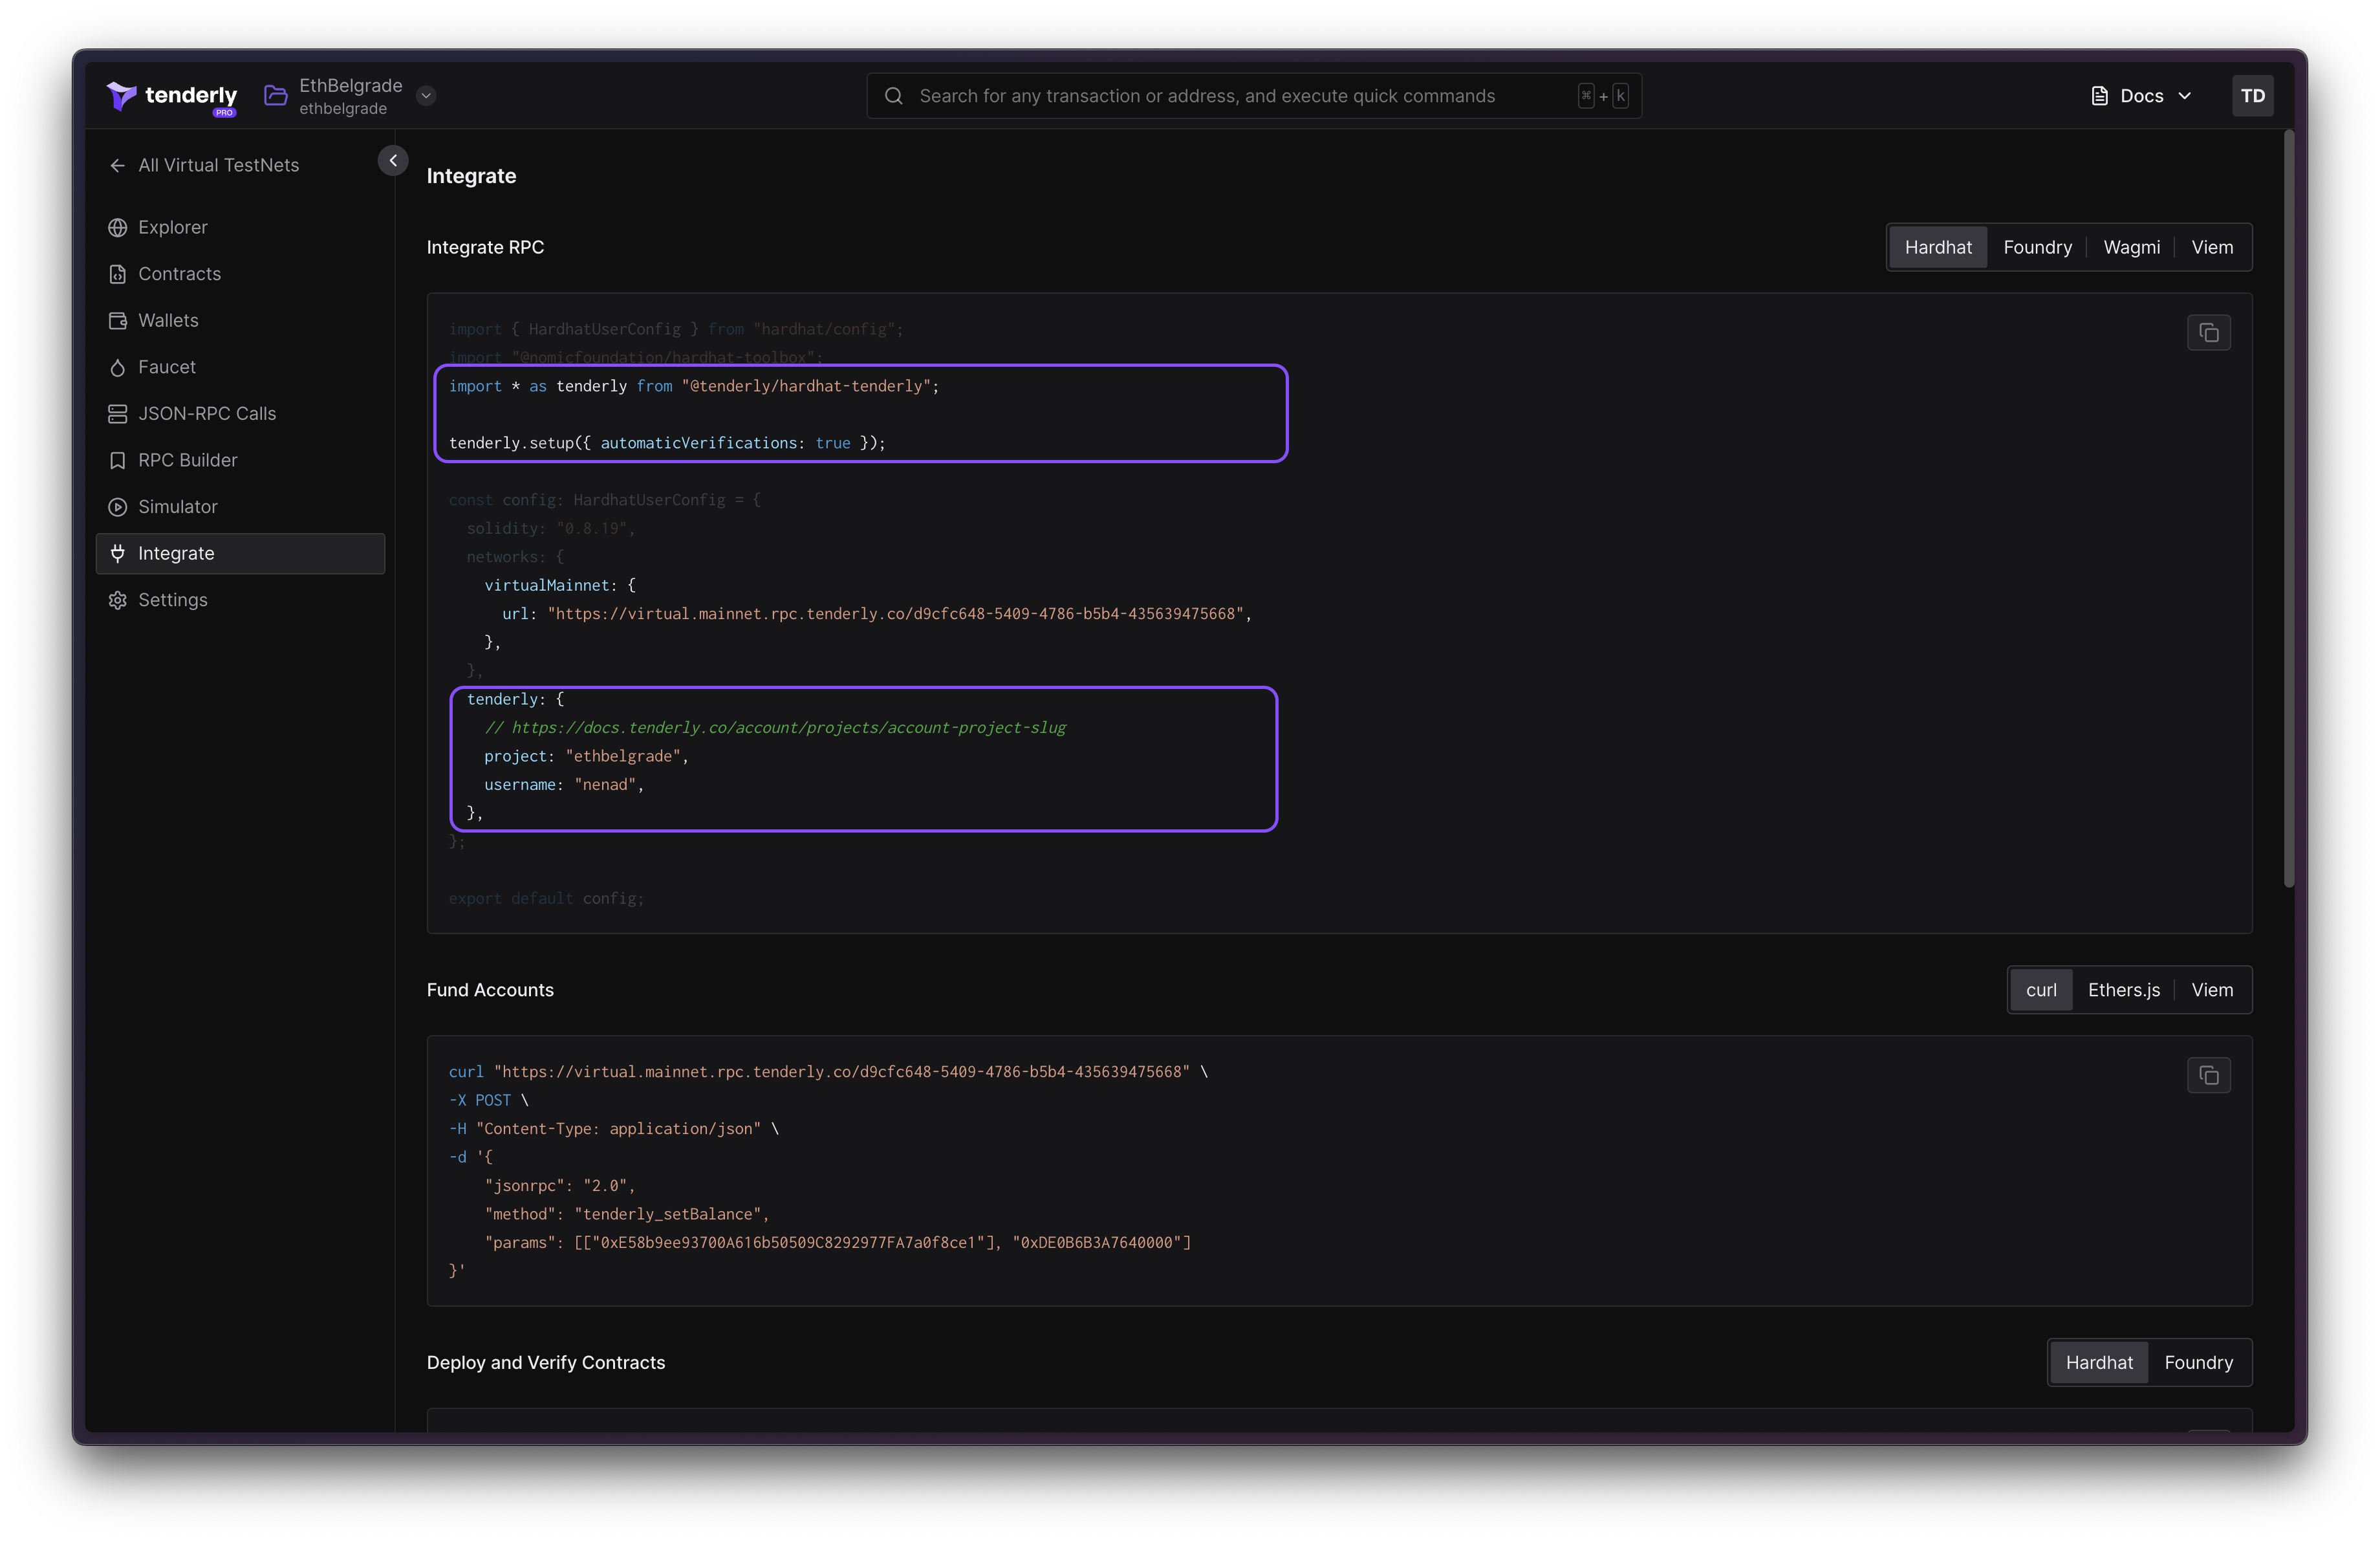 tenderly
PRO
EthBelgrade
ethbelgrade
Search for any transaction or address, and execute quick commands
⌘ + k
Docs
TD
All Virtual TestNets
Explorer
Contracts
Wallets
Faucet
JSON-RPC Calls
RPC Builder
Simulator
Integrate
Settings
Integrate
Integrate RPC
Hardhat Foundry Wagmi Viem
import { HardhatUserConfig } from "hardhat/config";
import "@nomicfoundation/hardhat-toolbox";
import * as tenderly from "@tenderly/hardhat-tenderly";
tenderly.setup({ automaticVerifications: true });
const config: HardhatUserConfig = {
solidity: "0.8.19",
networks: {
virtualMainnet: {
url: "https://virtual.mainnet.rpc.tenderly.co/d9cfc648-5409-4786-b5b4-435639475668",
},
},
tenderly: {
// https://docs.tenderly.co/account/projects/account-project-slug
project: "ethbelgrade",
username: "nenad",
},
};
export default config;
Fund Accounts
curl Ethers.js Viem
curl "https://virtual.mainnet.rpc.tenderly.co/d9cfc648-5409-4786-b5b4-435639475668" \
-X POST \
-H "Content-Type: application/json" \
-d '{
"jsonrpc": "2.0",
"method": "tenderly_setBalance",
"params": [["0xE58b9ee93700A616b50509C8292977FA7a0f8ce1"], "0xDE0B6B3A7640000"]
}'
Deploy and Verify Contracts
Hardhat Foundry